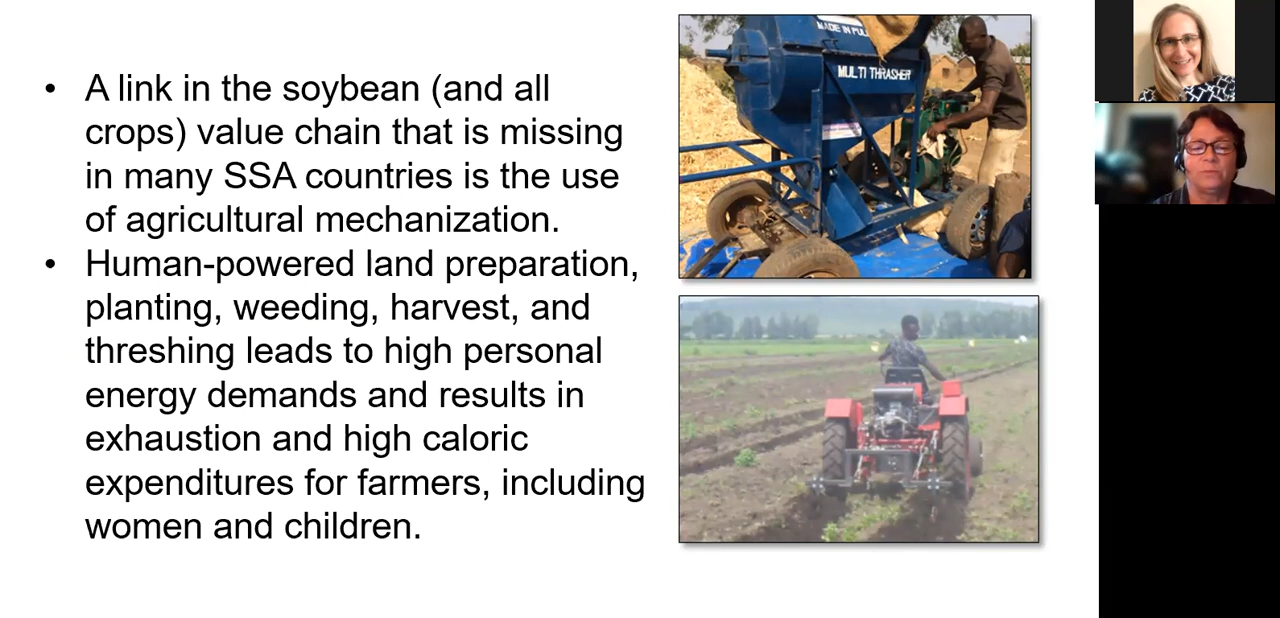 • A link in the soybean (and all
crops) value chain that is missing
in many SSA countries is the use
of agricultural mechanization.
• Human-powered land preparation,
planting, weeding, harvest, and
threshing leads to high personal
energy demands and results in
exhaustion and high caloric
expenditures for farmers, including
women and children.
MADE IN
MULTI THRASHER